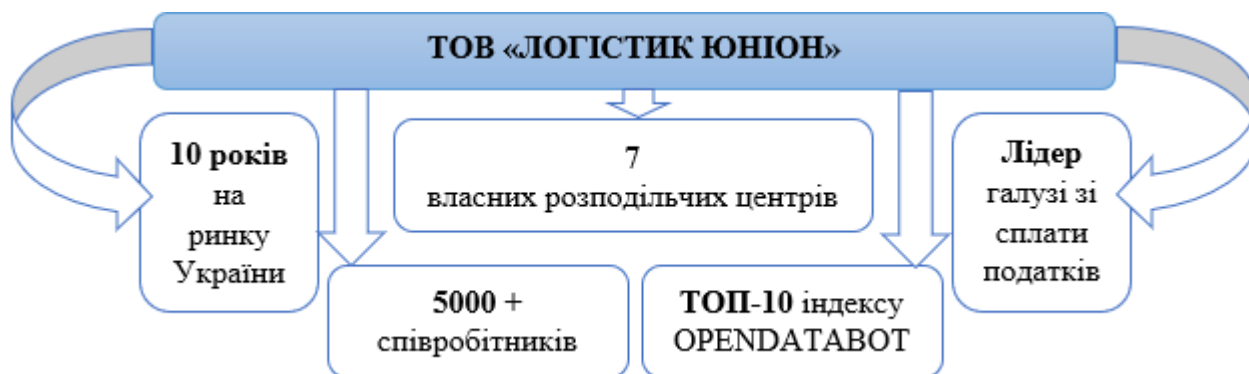 ТОВ «ЛОГІСТИК ЮНІОН»
10 років
на
ринку
України
7
власних розподільчих центрів
Лідер
галузі зі
сплати
податків
5000 +
співробітників
ТОП-10 індексу
OPENDATABOT